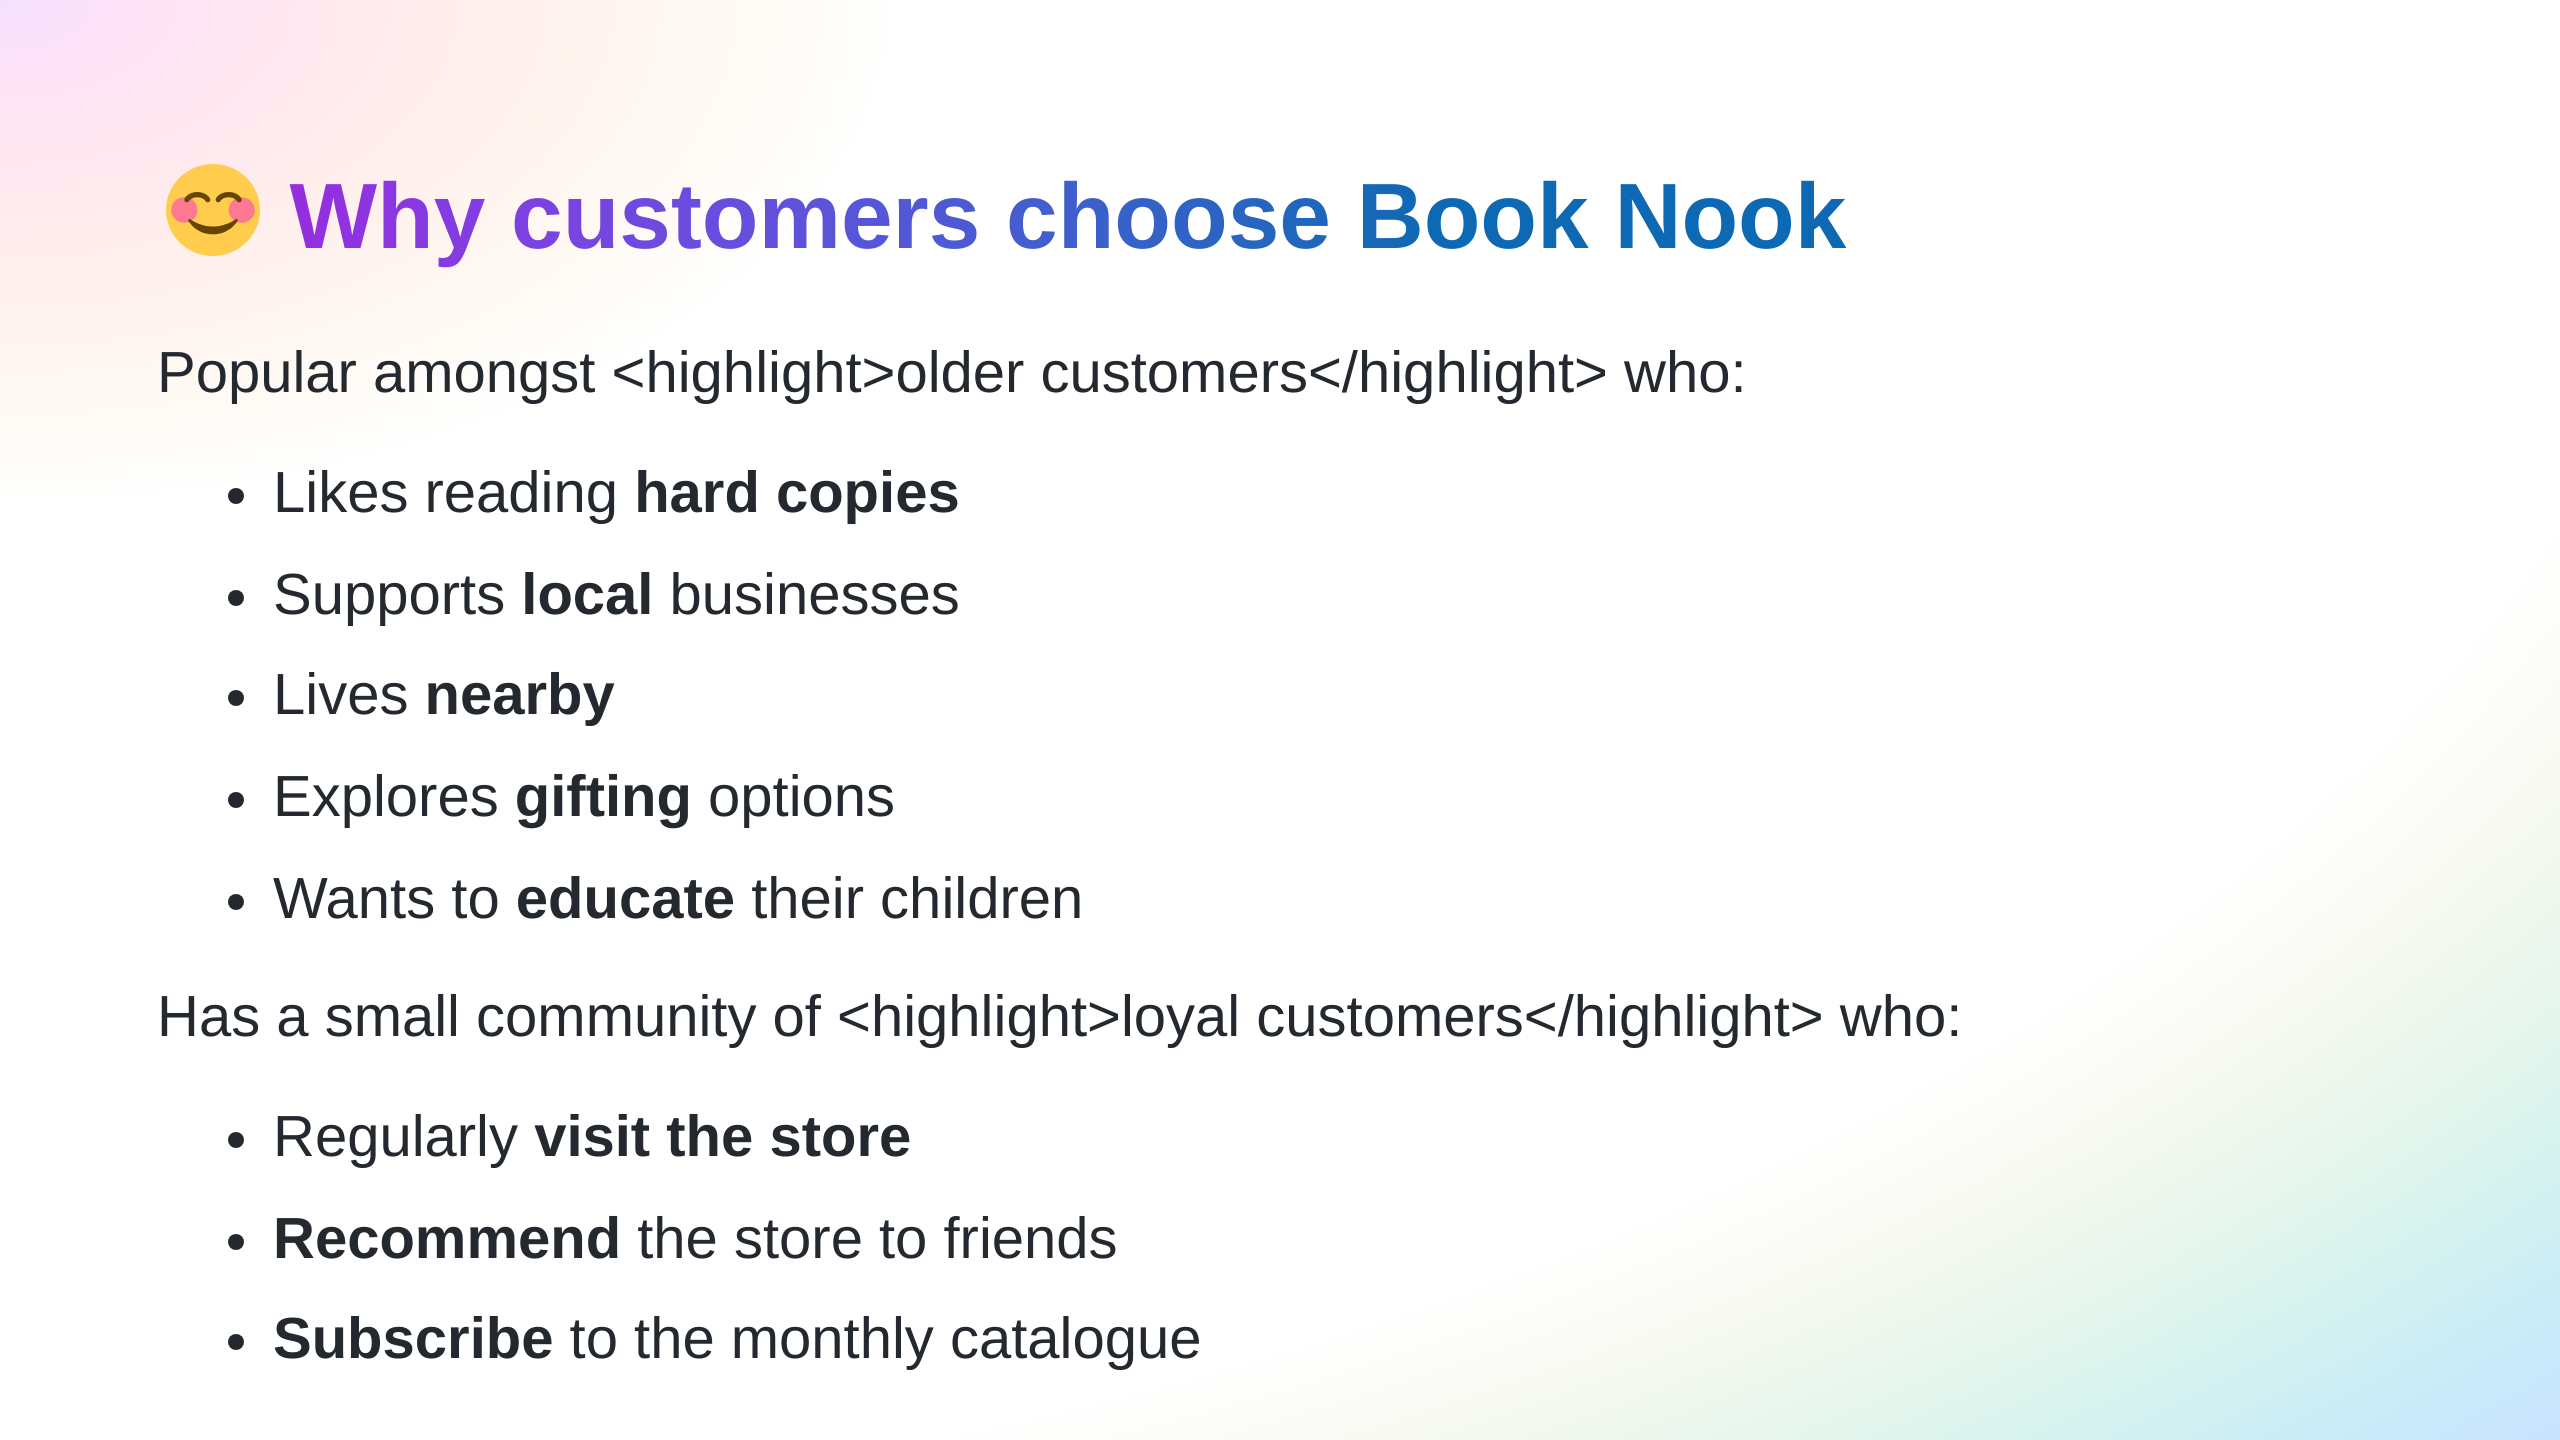 😊 Why customers choose Book Nook
Popular amongst <highlight>older customers</highlight> who:
• Likes reading hard copies
• Supports local businesses
• Lives nearby
• Explores gifting options
• Wants to educate their children
Has a small community of <highlight>loyal customers</highlight> who:
• Regularly visit the store
• Recommend the store to friends
• Subscribe to the monthly catalogue